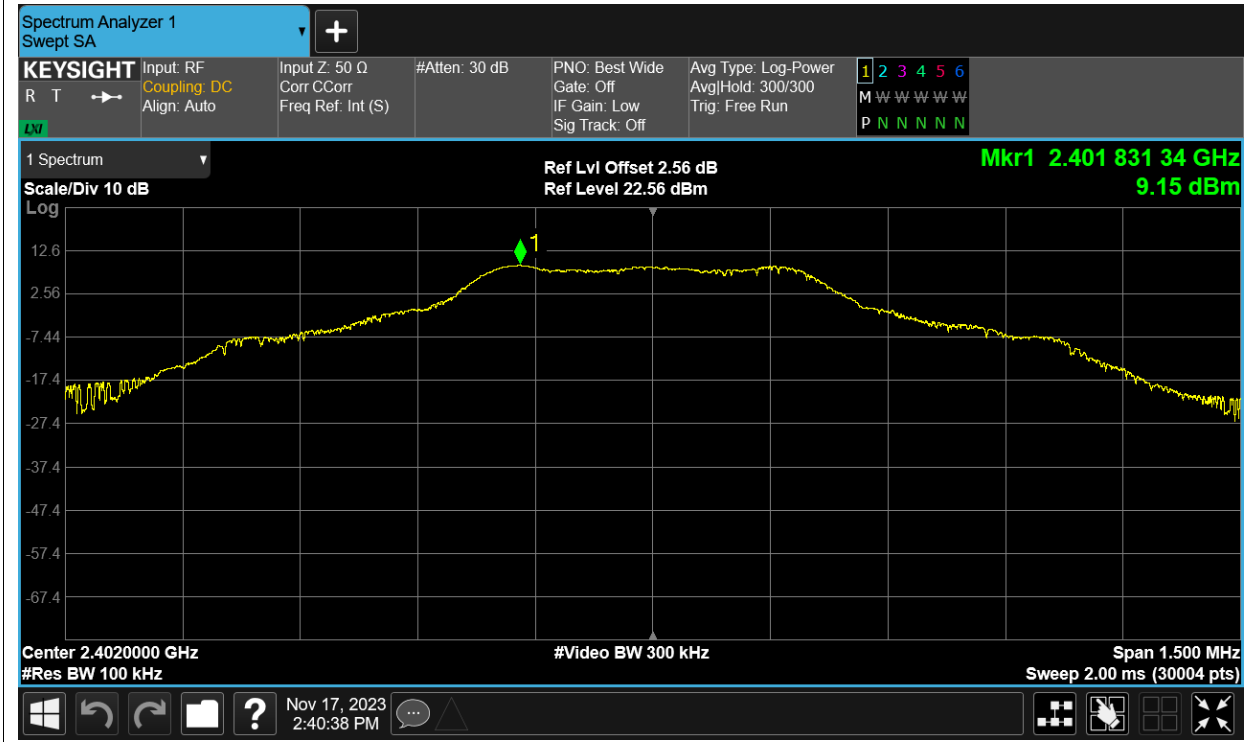 Spectrum Analyzer 1
Swept SA
KEYSIGHT
R T
LXI
Input: RF
Coupling: DC
Align: Auto
Input Z: 50 Ω
Corr CCorr
Freq Ref: Int (S)
#Atten: 30 dB
PNO: Best Wide
Gate: Off
IF Gain: Low
Sig Track: Off
Avg Type: Log-Power
Avg|Hold: 300/300
Trig: Free Run
1 2 3 4 5 6
M W W W W W
P N N N N N
1 Spectrum
Scale/Div 10 dB
Log
Ref Lvl Offset 2.56 dB
Ref Level 22.56 dBm
Mkr1 2.401 831 34 GHz
9.15 dBm
1
12.6
2.56
-7.44
-17.4
-27.4
-37.4
-47.4
-57.4
-67.4
Center 2.4020000 GHz
#Res BW 100 kHz
#Video BW 300 kHz
Span 1.500 MHz
Sweep 2.00 ms (30004 pts)
?
Nov 17, 2023
2:40:38 PM